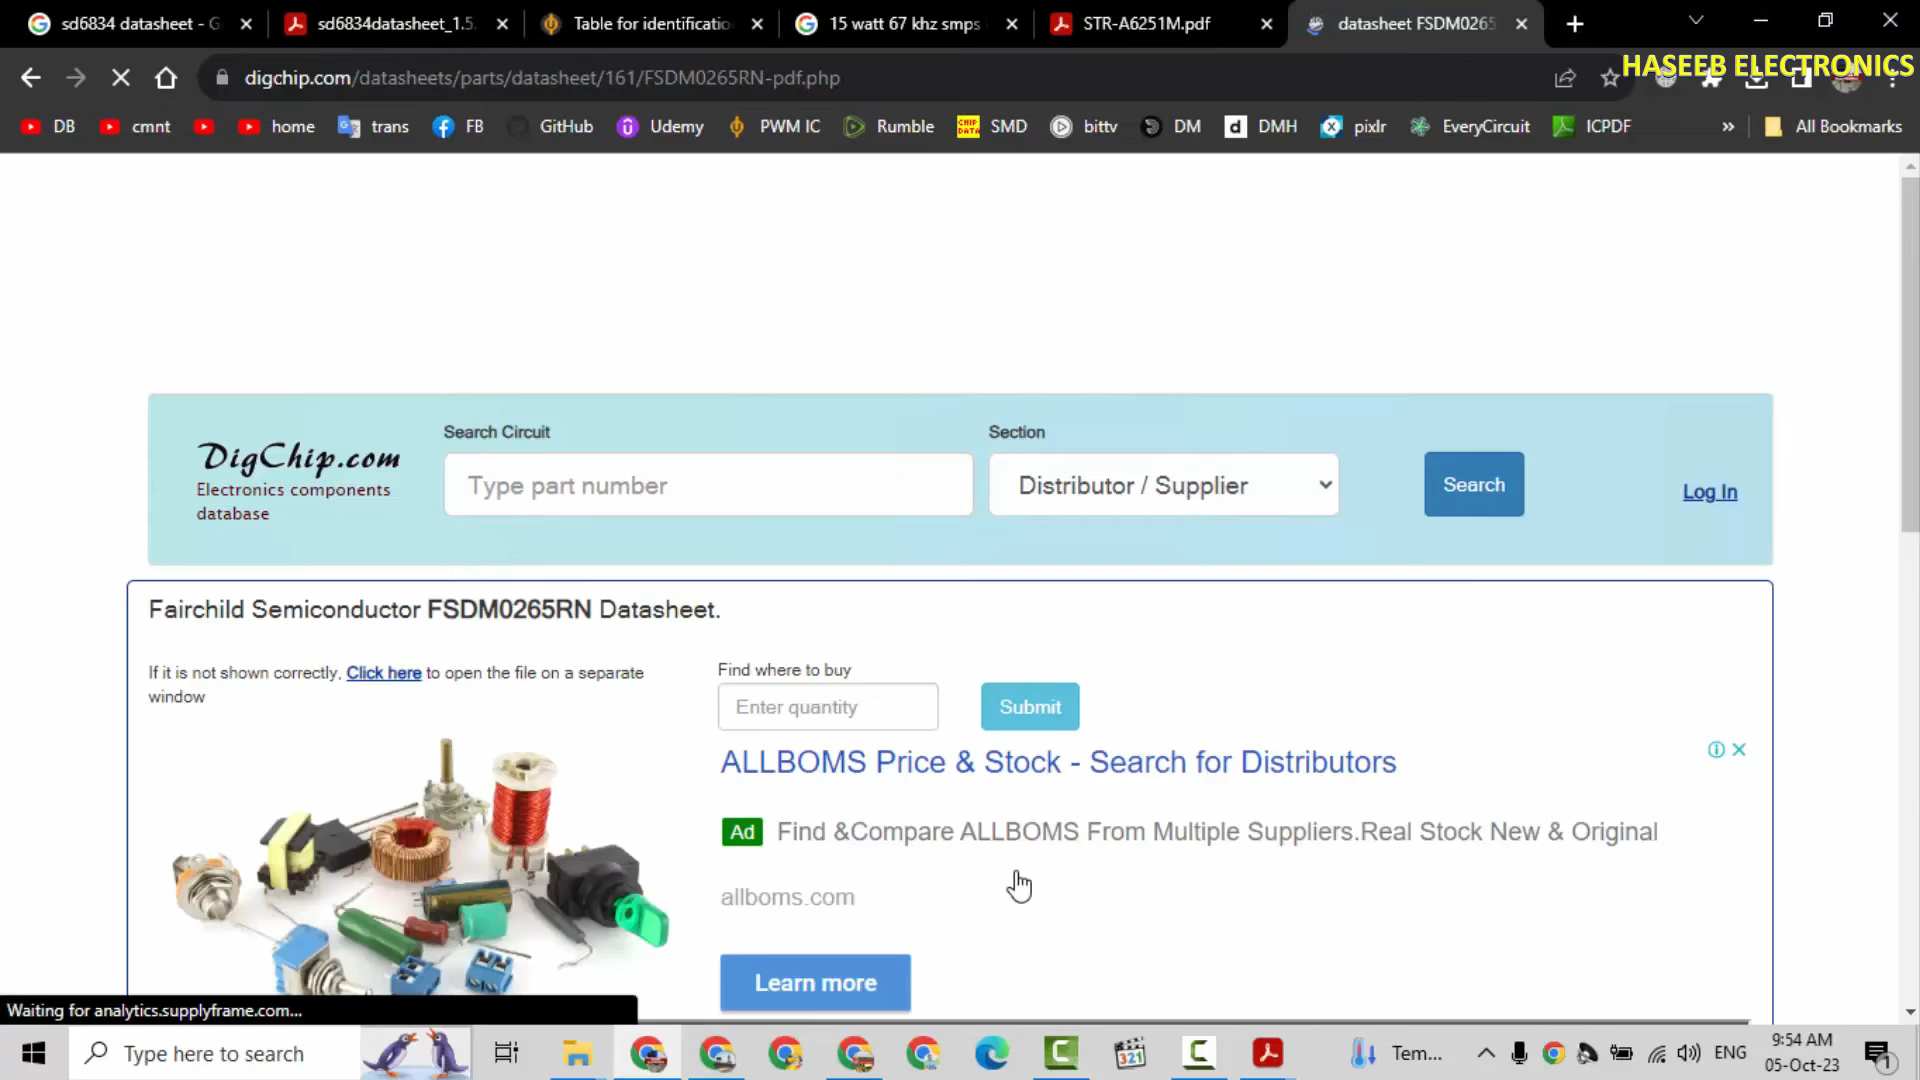 sd6834 datasheet - G
sd6834datasheet_1.5
Table for identificatio
15 watt 67 khz smps
STR-A6251M.pdf
datasheet FSDM0265
digchip.com/datasheets/parts/datasheet/161/FSDM0265RN-pdf.php
HASEEB ELECTRONICS
DB
cmnt
home
trans
FB
GitHub
Udemy
PWM IC
Rumble
CHIP DATA
SMD
bittv
DM
d
DMH
pixlr
EveryCircuit
ICPDF
»
All Bookmarks
DigChip.com
Electronics components
database
Search Circuit
Type part number
Section
Distributor / Supplier
Search
Log In
Fairchild Semiconductor FSDM0265RN Datasheet.
If it is not shown correctly, Click here to open the file on a separate
window
Find where to buy
Enter quantity
Submit
ALLBOMS Price & Stock - Search for Distributors
Ad
Find &Compare ALLBOMS From Multiple Suppliers.Real Stock New & Original
allboms.com
Learn more
Waiting for analytics.supplyframe.com...
Type here to search
321
Tem...
ENG
9:54 AM
05-Oct-23
1